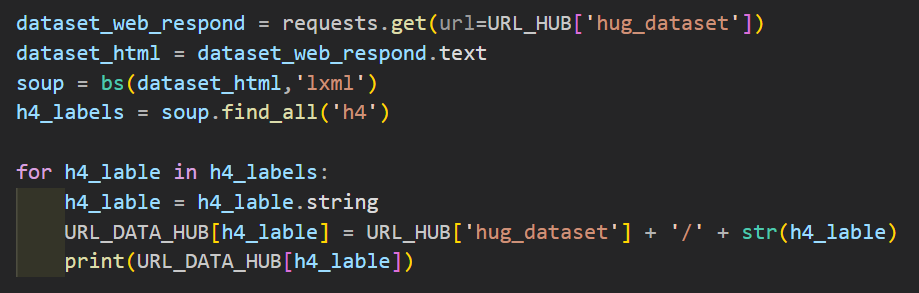 dataset_web_respond = requests.get(url=URL_HUB['hug_dataset'])
dataset_html = dataset_web_respond.text
soup = bs(dataset_html,'lxml')
h4_labels = soup.find_all('h4')
for h4_lable in h4_labels:
    h4_lable = h4_lable.string
    URL_DATA_HUB[h4_lable] = URL_HUB['hug_dataset'] + '/' + str(h4_lable)
    print(URL_DATA_HUB[h4_lable])